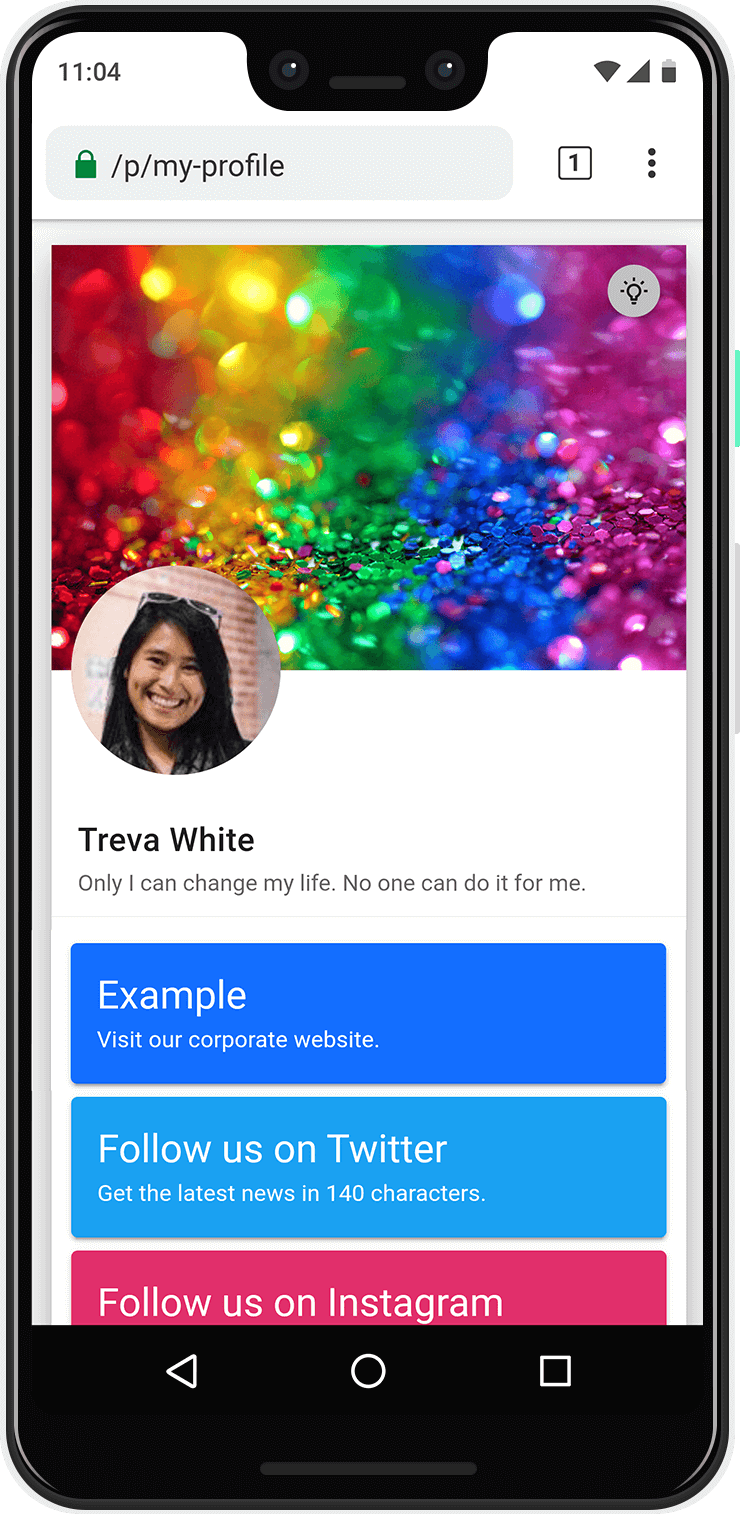 11:04
/p/my-profile
1
Treva White
Only I can change my life. No one can do it for me.
Example
Visit our corporate website.
Follow us on Twitter
Get the latest news in 140 characters.
Follow us on Instagram